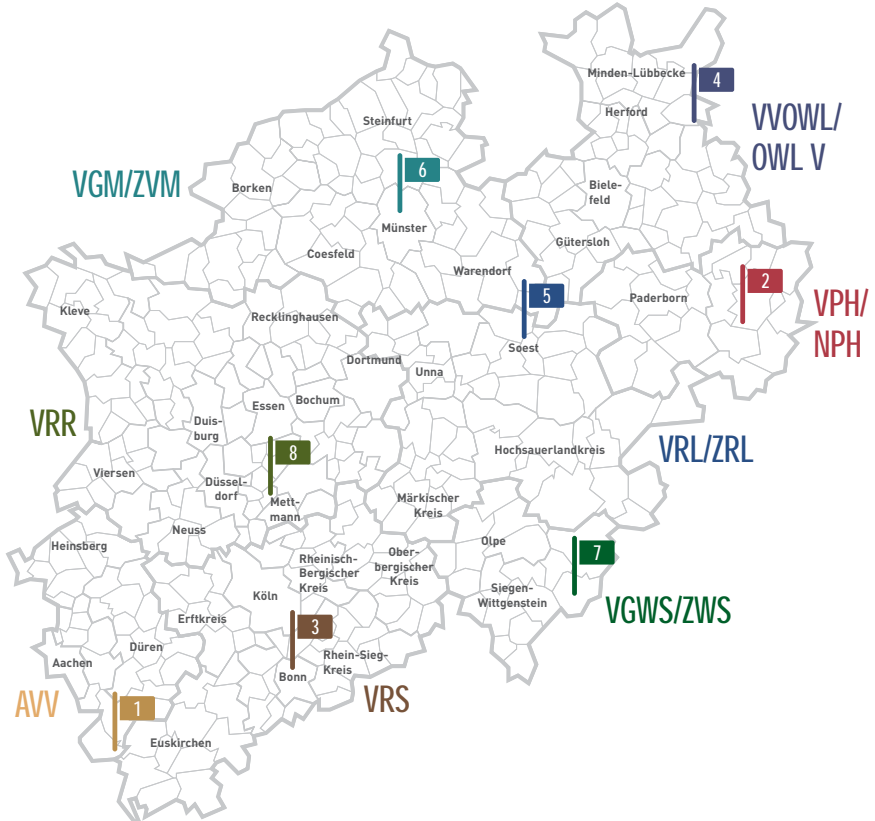 Minden-Lübbecke
4
Herford
VVOWL/
OWL V
Steinfurt
6
VGM/ZVM
Borken
Biele-
feld
Münster
Gütersloh
Coesfeld
Warendorf
2
5
Paderborn
VPH/
NPH
Kleve
Recklinghausen
Soest
Dortmund
Unna
Essen
Bochum
VRR
Duis-
burg
8
Hochsauerlandkreis
VRL/ZRL
Viersen
Düssel-
dorf
Mett-
mann
Märkischer
Kreis
Neuss
Heinsberg
Olpe
7
Rheinisch-
Bergischer
Kreis
Ober-
bergischer
Kreis
Köln
Siegen-
Wittgenstein
VGWS/ZWS
Erftkreis
3
Düren
Aachen
Rhein-Sieg-
Kreis
Bonn
AVV
1
VRS
Euskirchen